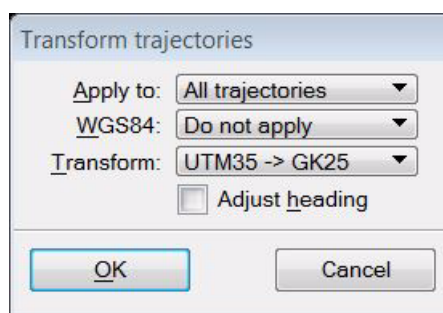 Transform trajectories
Apply to: All trajectories
WGS84: Do not apply
Transform: UTM35 -> GK25
Adjust heading
OK Cancel